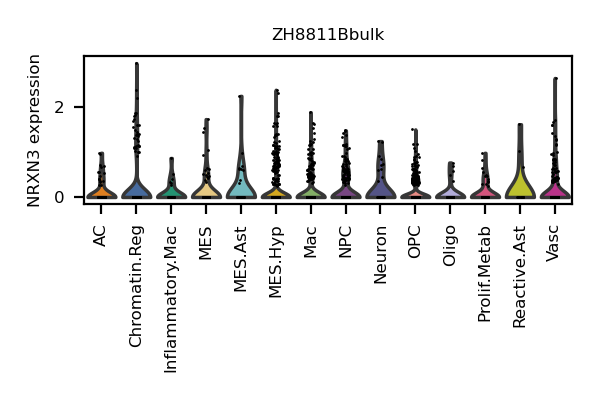 ZH8811Bbulk
NRXN3 expression
2
0
AC
Chromatin.Reg
Inflammatory.Mac
MES
MES.Ast
MES.Hyp
Mac
NPC
Neuron
OPC
Oligo
Prolif.Metab
Reactive.Ast
Vasc